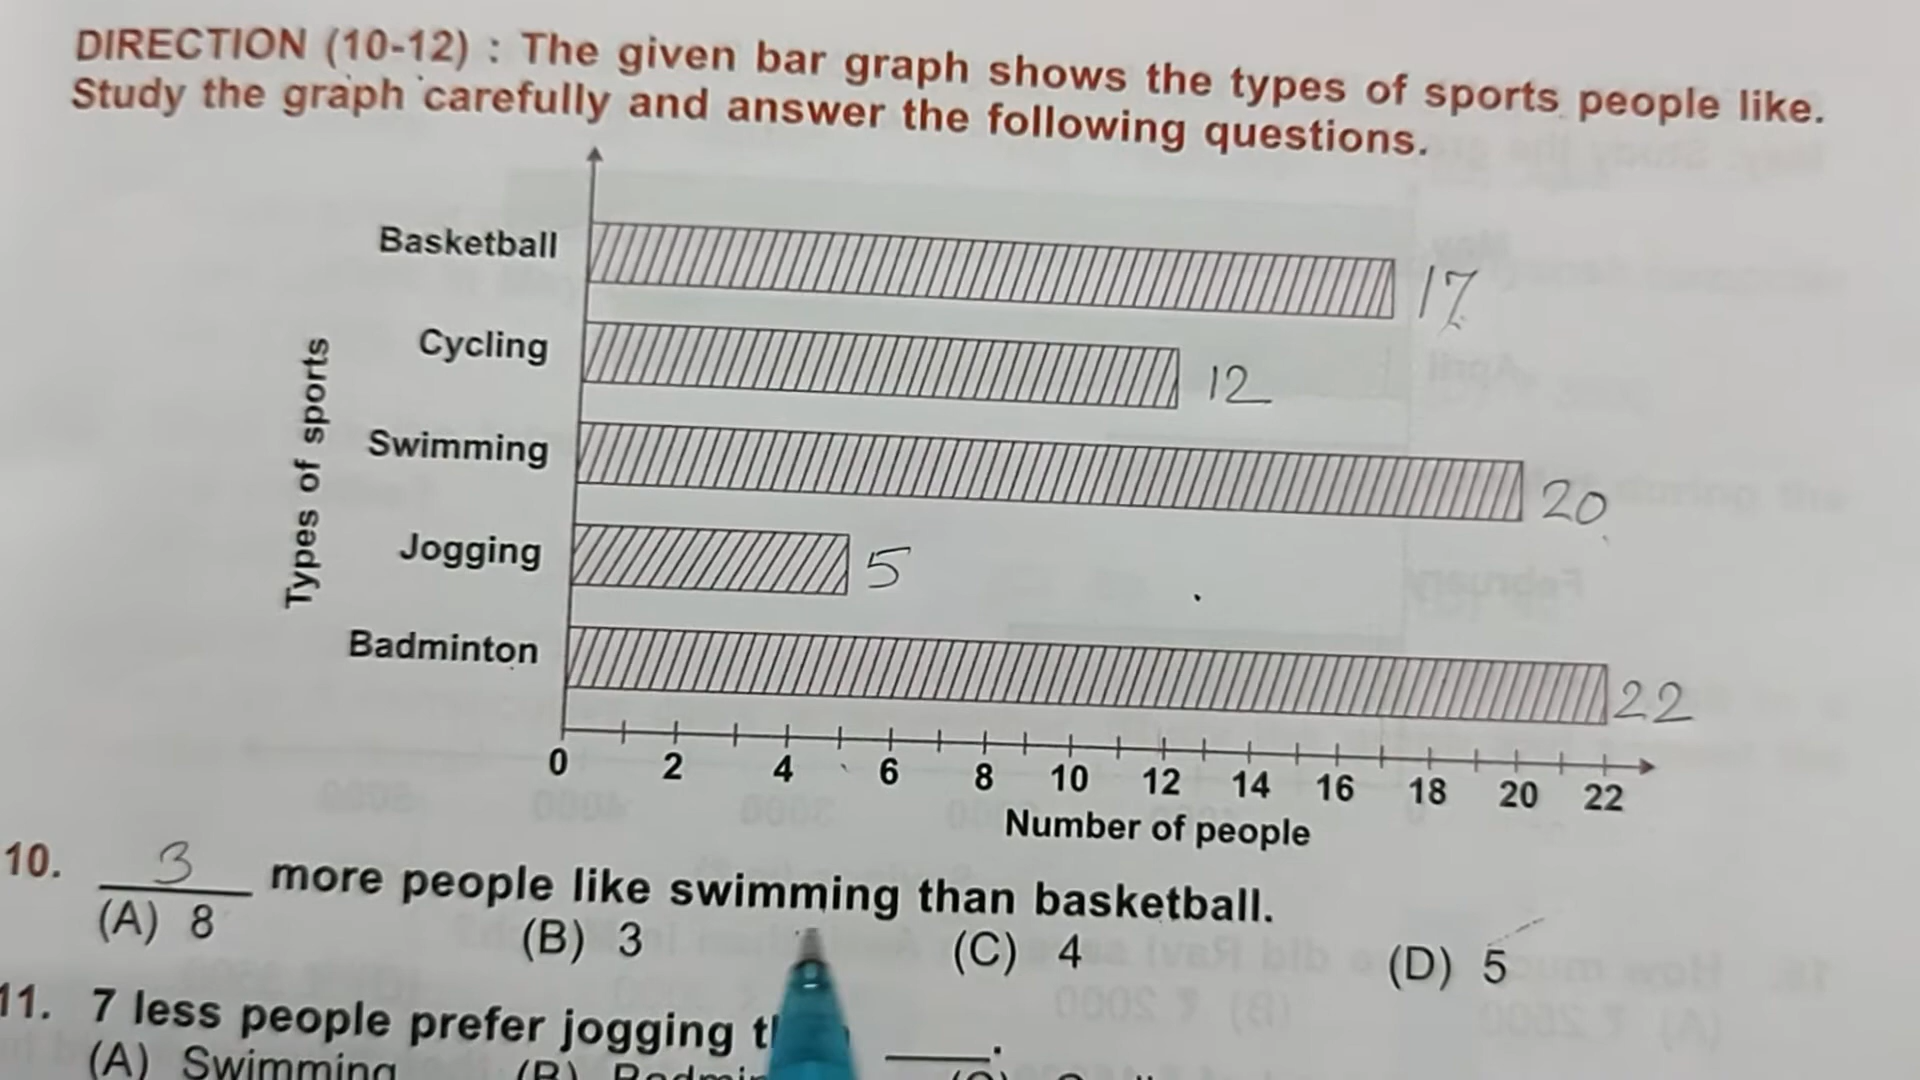 DIRECTION (10-12) : The given bar graph shows the types of sports people like.
Study the graph carefully and answer the following questions.
Basketball 17
Cycling 12
Swimming 20
Jogging 5
Badminton 22
Types of sports
0 2 4 6 8 10 12 14 16 18 20 22
Number of people
10. 3 more people like swimming than basketball.
(A) 8 (B) 3 (C) 4 (D) 5
11. 7 less people prefer jogging ____.
(A) Swimming (B)